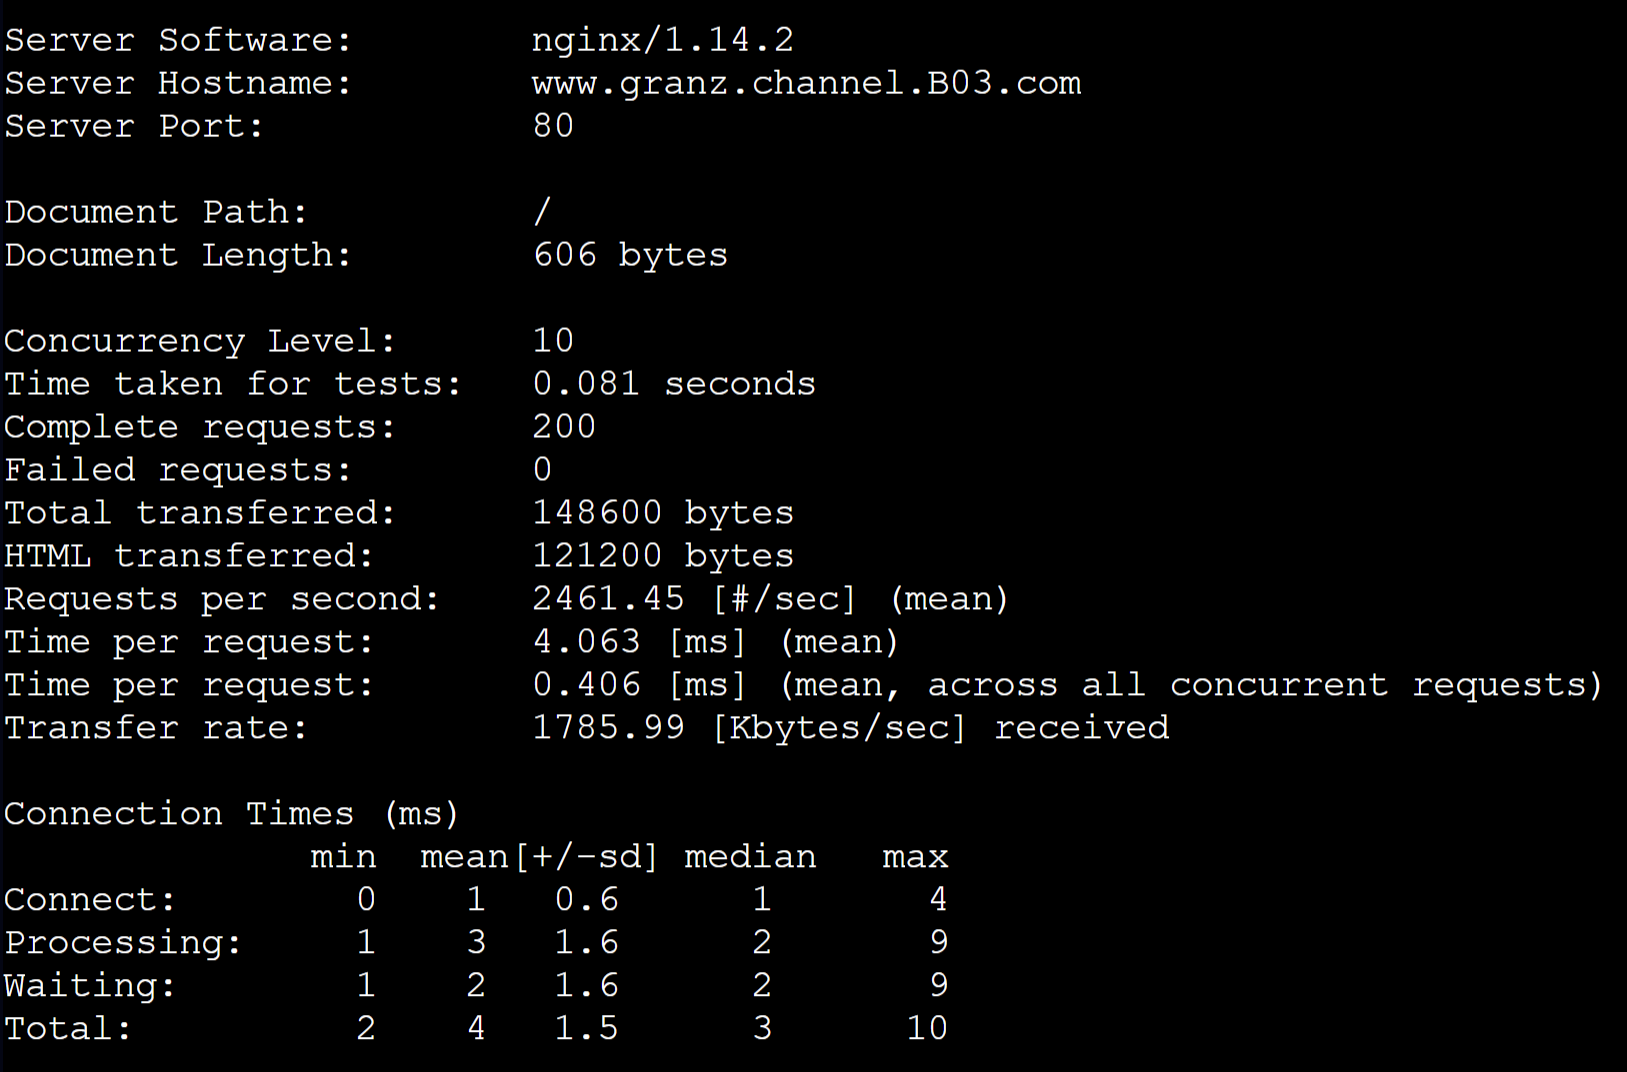 Server Software:        nginx/1.14.2
Server Hostname:        www.granz.channel.B03.com
Server Port:            80
Document Path:          /
Document Length:        606 bytes
Concurrency Level:      10
Time taken for tests:   0.081 seconds
Complete requests:      200
Failed requests:        0
Total transferred:      148600 bytes
HTML transferred:       121200 bytes
Requests per second:    2461.45 [#/sec] (mean)
Time per request:       4.063 [ms] (mean)
Time per request:       0.406 [ms] (mean, across all concurrent requests)
Transfer rate:          1785.99 [Kbytes/sec] received
Connection Times (ms)
              min  mean[+/-sd] median   max
Connect:        0    1   0.6      1       4
Processing:     1    3   1.6      2       9
Waiting:        1    2   1.6      2       9
Total:          2    4   1.5      3      10